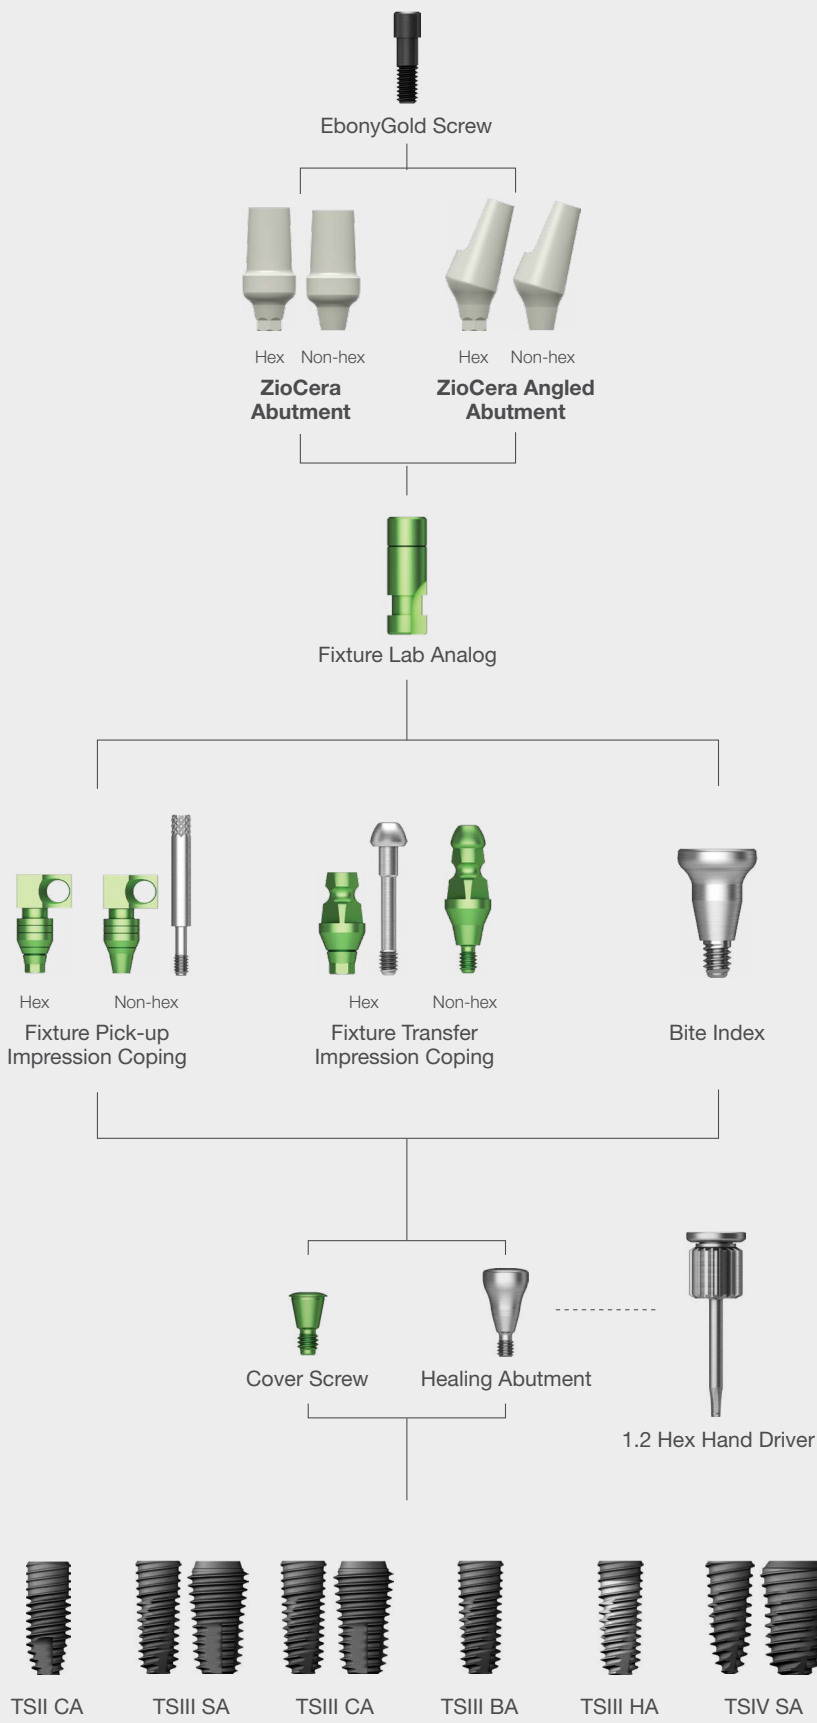 EbonyGold Screw
Hex Non-hex
ZioCera
Abutment
Hex Non-hex
ZioCera Angled
Abutment
Fixture Lab Analog
Hex Non-hex
Fixture Pick-up
Impression Coping
Hex Non-hex
Fixture Transfer
Impression Coping
Bite Index
Cover Screw
Healing Abutment
1.2 Hex Hand Driver
TSII CA
TSIII SA
TSIII CA
TSIII BA
TSIII HA
TSIV SA